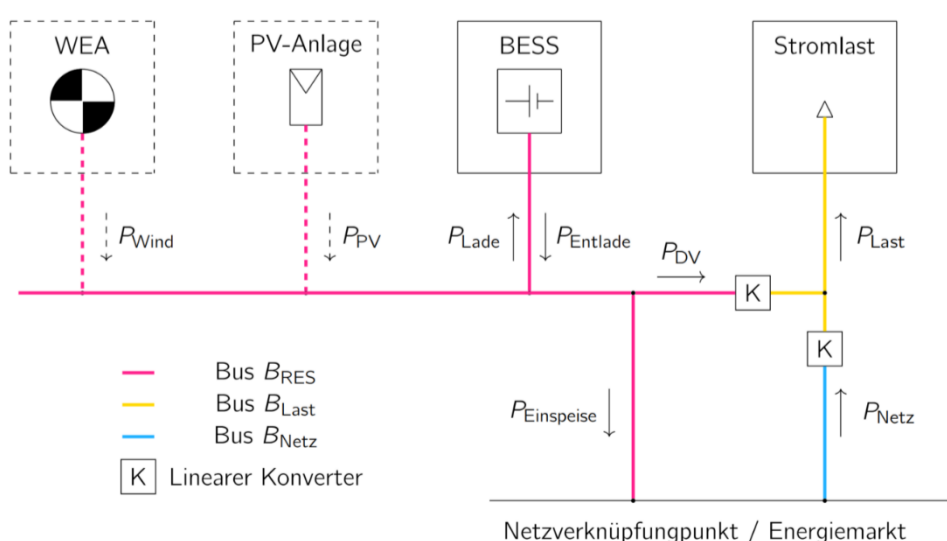 WEA
PV-Anlage
BESS
Stromlast
P_Wind
P_PV
P_Lade
P_Entlade
P_DV
P_Last
K
K
Bus B_RES
Bus B_Last
Bus B_Netz
K Linearer Konverter
P_Einspeise
P_Netz
Netzverknüpfungpunkt / Energiemarkt